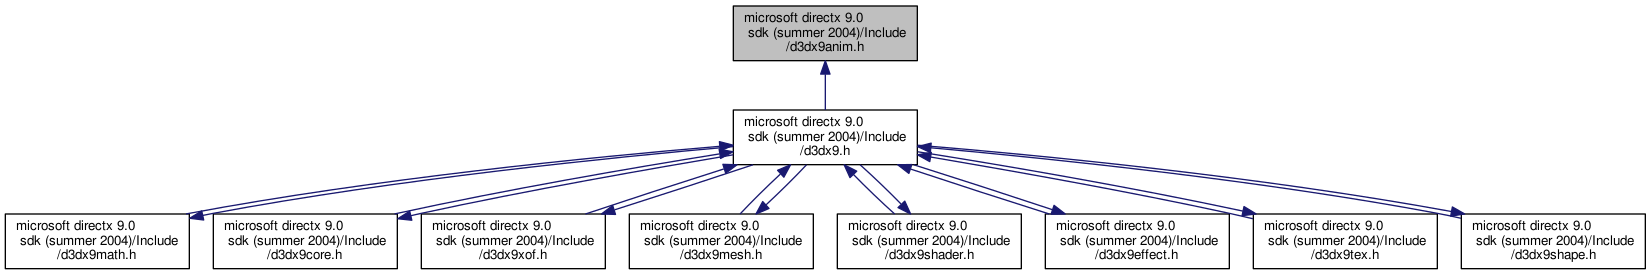 microsoft directx 9.0
sdk (summer 2004)/Include
/d3dx9anim.h
microsoft directx 9.0
sdk (summer 2004)/Include
/d3dx9.h
microsoft directx 9.0
sdk (summer 2004)/Include
/d3dx9math.h
microsoft directx 9.0
sdk (summer 2004)/Include
/d3dx9core.h
microsoft directx 9.0
sdk (summer 2004)/Include
/d3dx9xof.h
microsoft directx 9.0
sdk (summer 2004)/Include
/d3dx9mesh.h
microsoft directx 9.0
sdk (summer 2004)/Include
/d3dx9shader.h
microsoft directx 9.0
sdk (summer 2004)/Include
/d3dx9effect.h
microsoft directx 9.0
sdk (summer 2004)/Include
/d3dx9tex.h
microsoft directx 9.0
sdk (summer 2004)/Include
/d3dx9shape.h